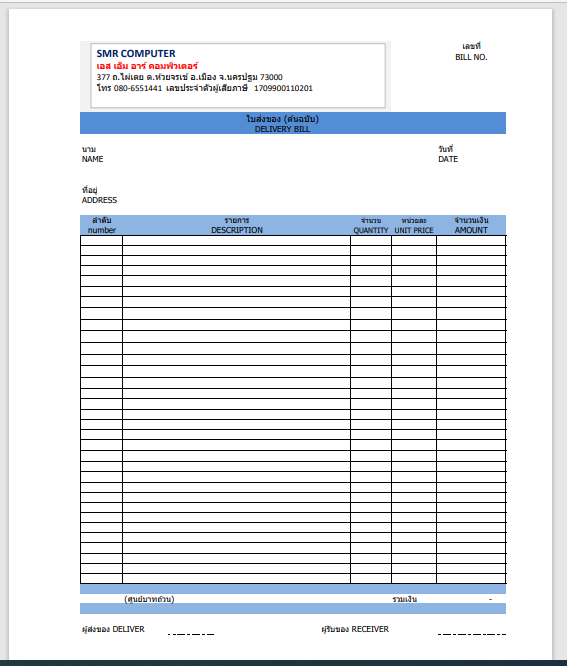 SMR COMPUTER
เอส เอ็ม อาร์ คอมพิวเตอร์
377 ถ.ไผ่เตย ต.ห้วยจรเข้ อ.เมือง จ.นครปฐม 73000
โทร 080-6551441 เลขประจำตัวผู้เสียภาษี 1709900110201
เลขที่
BILL NO.
ใบส่งของ (ต้นฉบับ)
DELIVERY BILL
นาม
NAME
วันที่
DATE
ที่อยู่
ADDRESS
ลำดับ รายการ จำนวน หน่วยละ จำนวนเงิน
number DESCRIPTION QUANTITY UNIT PRICE AMOUNT
(ศูนย์บาทถ้วน) รวมเงิน -
ผู้ส่งของ DELIVER ผู้รับของ RECEIVER